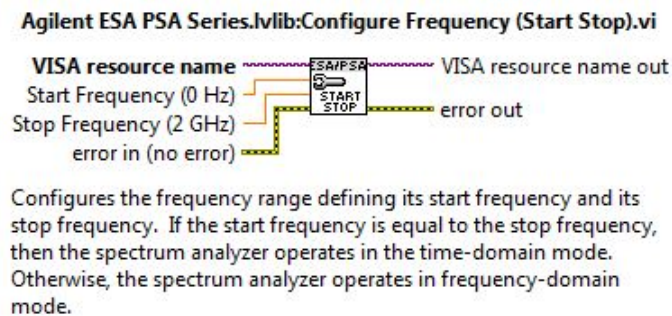 Agilent ESA PSA Series.lvlib:Configure Frequency (Start Stop).vi
VISA resource name
ESA/PSA
VISA resource name out
Start Frequency (0 Hz)
START
Stop Frequency (2 GHz)
STOP
error out
error in (no error)
Configures the frequency range defining its start frequency and its
stop frequency.  If the start frequency is equal to the stop frequency,
then the spectrum analyzer operates in the time-domain mode.
Otherwise, the spectrum analyzer operates in frequency-domain
mode.